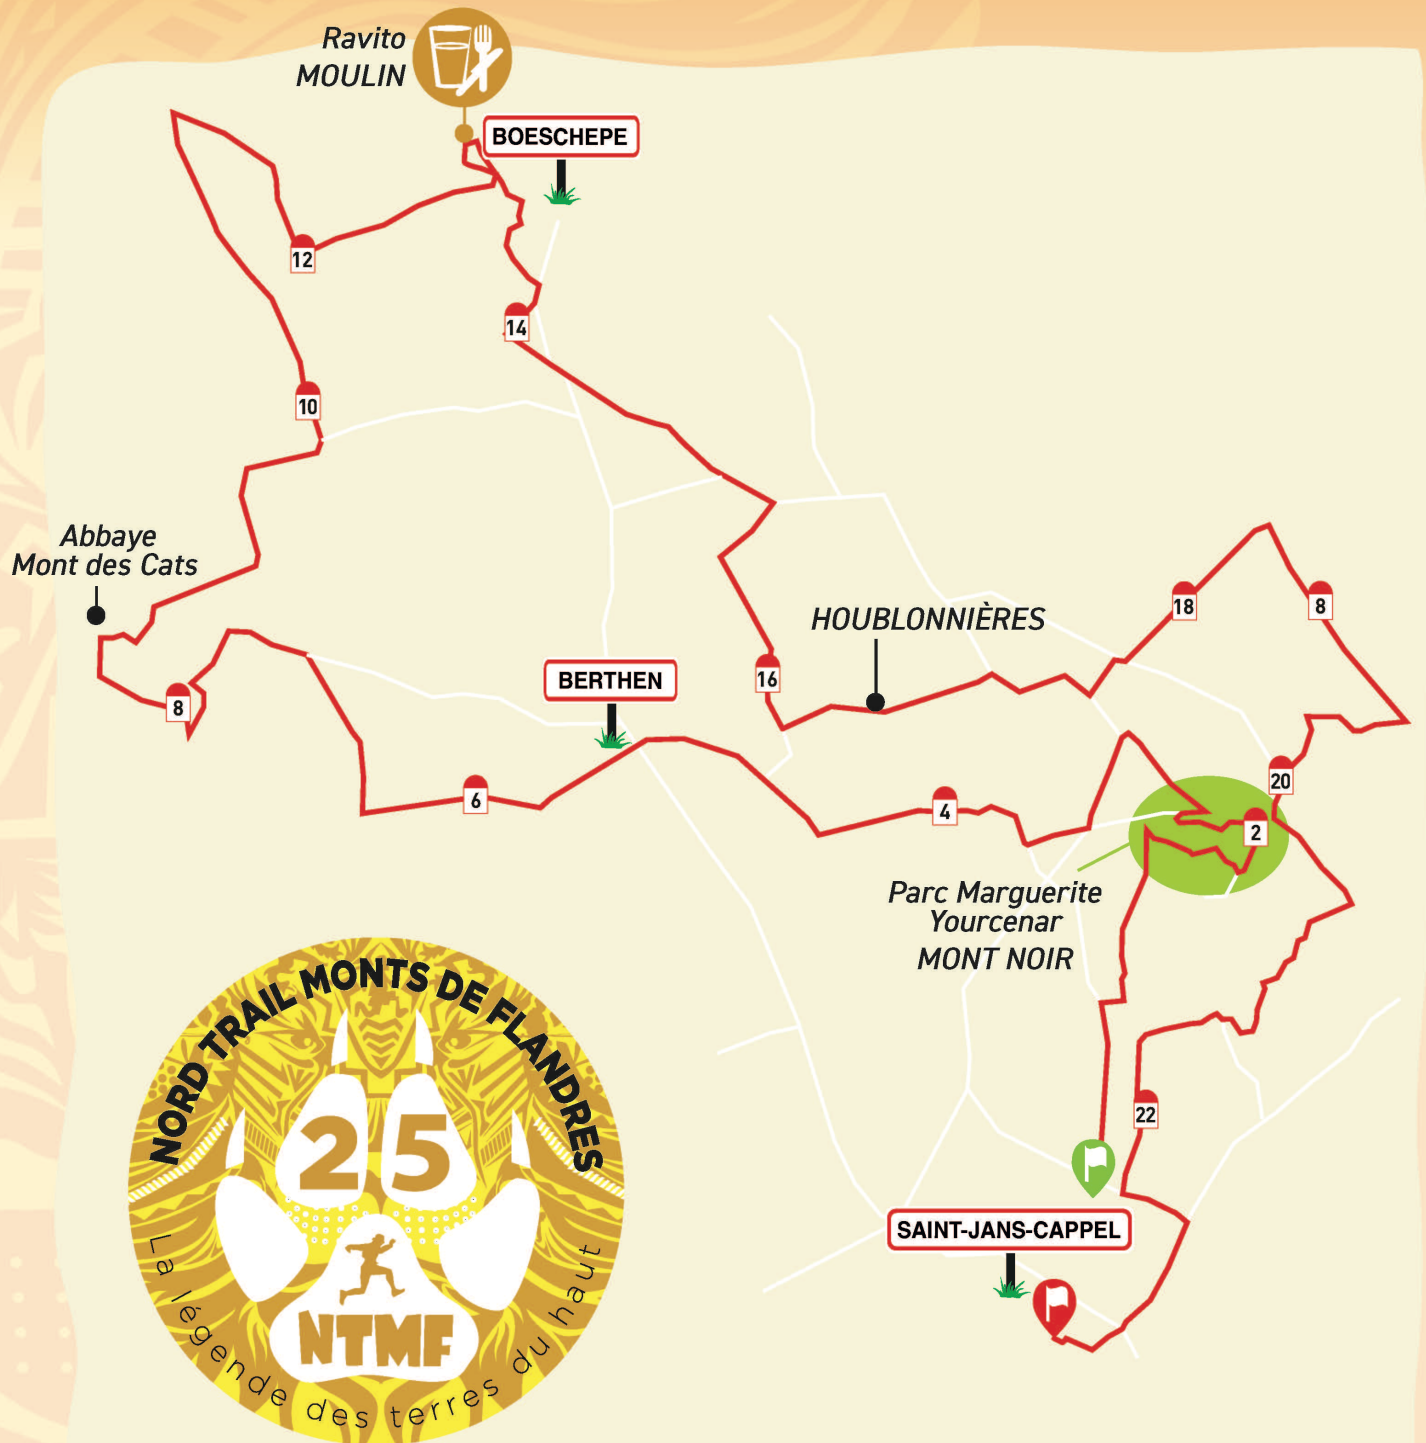 Ravito
MOULIN
BOESCHEPE
12
14
10
Abbaye
Mont des Cats
18
8
HOUBLONNIÈRES
16
BERTHEN
8
20
6
4
2
Parc Marguerite
Yourcenar
MONT NOIR
NORD TRAIL MONTS DE FLANDRES
25
NTMF
La légende des terres du haut
22
SAINT-JANS-CAPPEL